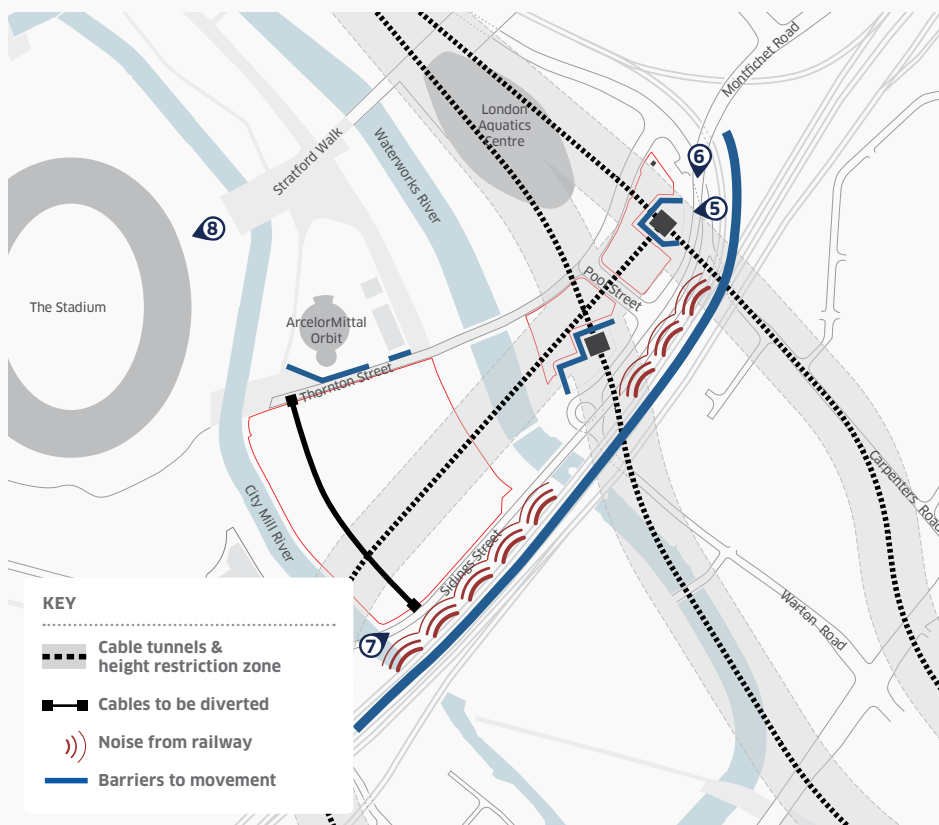 Montfichet Road
London
Aquatics
Centre
Stratford Walk
Waterworks River
6
5
8
Pool Street
The Stadium
ArcelorMittal
Orbit
Thornton Street
Carpenters Road
City Mill River
Sidings Street
Warton Road
7
KEY
Cable tunnels &
height restriction zone
Cables to be diverted
Noise from railway
Barriers to movement